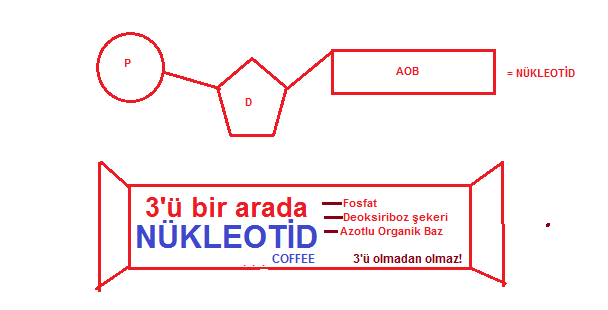 P
D
AOB
= NÜKLEOTİD
3'ü bir arada
NÜKLEOTİD
. . . COFFEE
Fosfat
Deoksiriboz şekeri
Azotlu Organik Baz
3'ü olmadan olmaz!